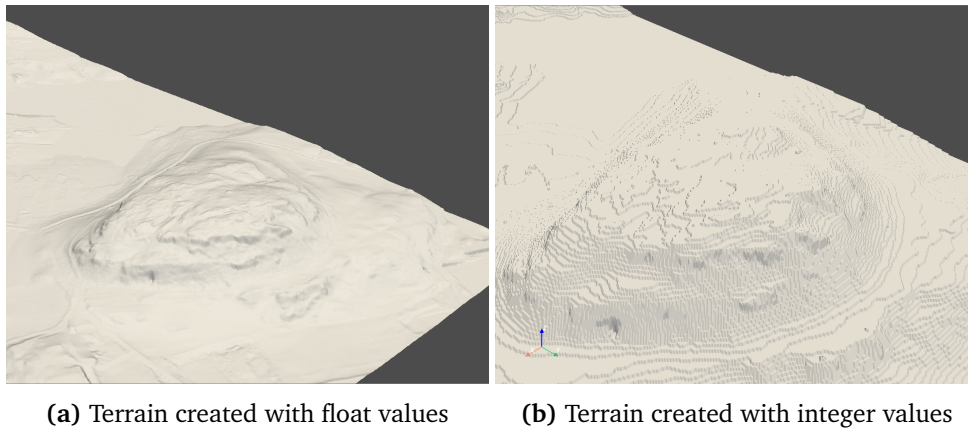 (a) Terrain created with float values
(b) Terrain created with integer values